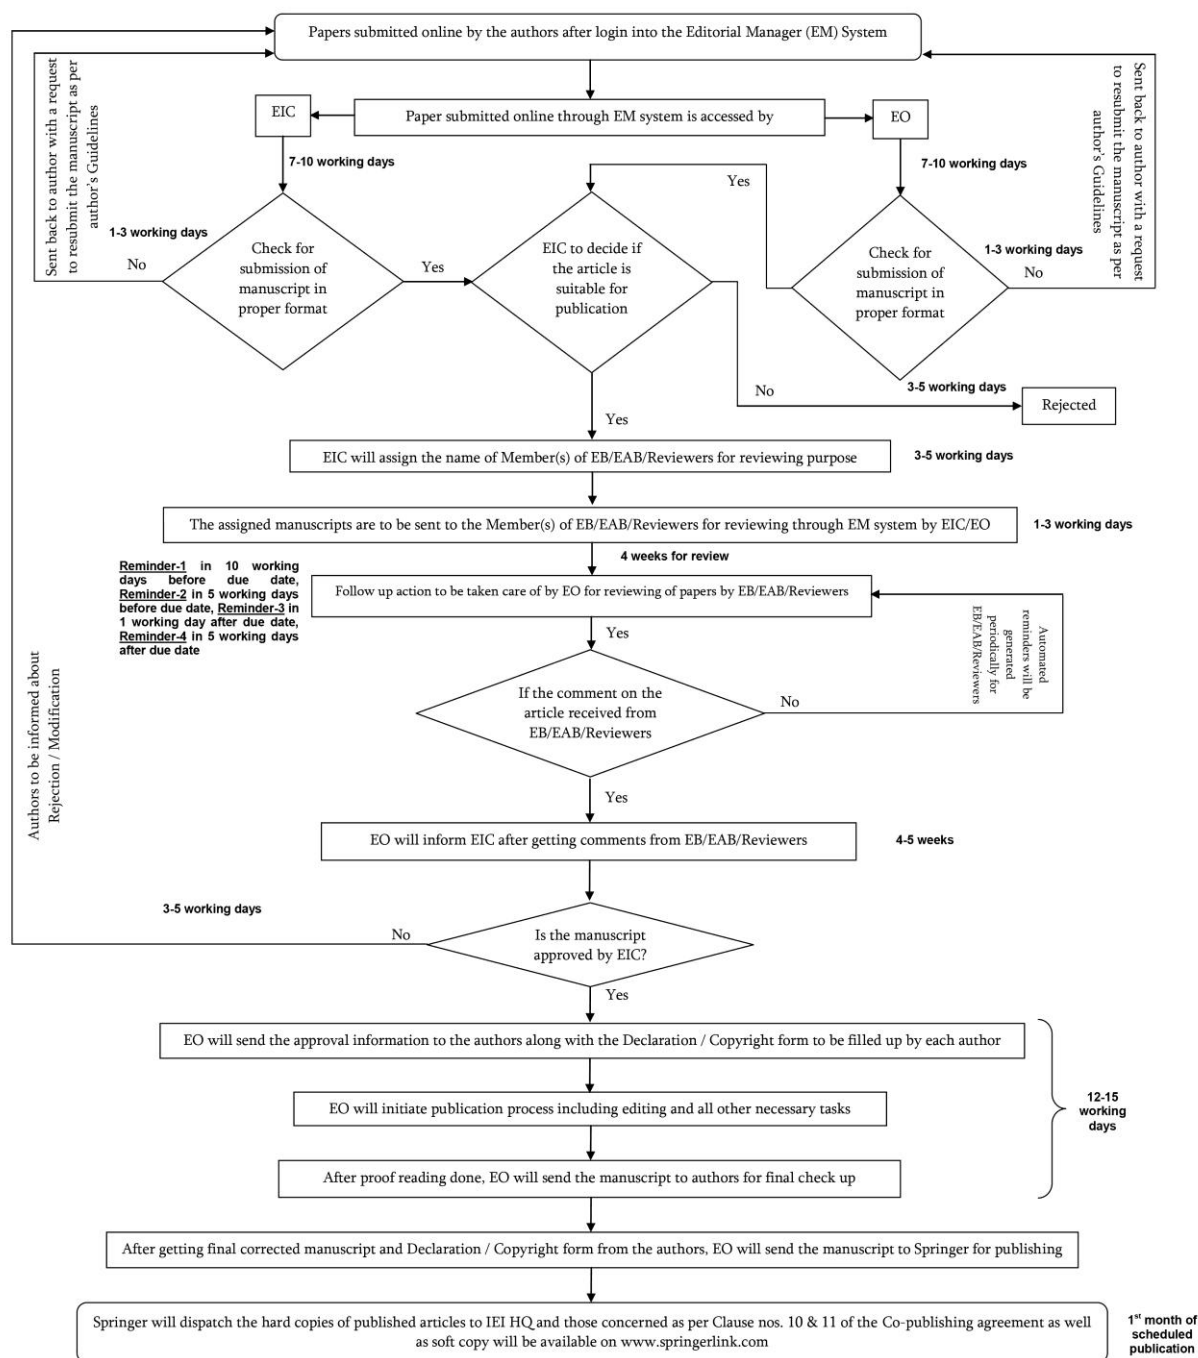 Papers submitted online by the authors after login into the Editorial Manager (EM) System
Sent back to author with a request
to resubmit the manuscript as per
author's Guidelines
EIC
Paper submitted online through EM system is accessed by
EO
Sent back to author with a request
to resubmit the manuscript as per
author's Guidelines
7-10 working days
7-10 working days
Yes
1-3 working days
No
Check for
submission of
manuscript in
proper format
Yes
EIC to decide if
the article is
suitable for
publication
Check for
submission of
manuscript in
proper format
1-3 working days
No
No
3-5 working days
Rejected
Yes
EIC will assign the name of Member(s) of EB/EAB/Reviewers for reviewing purpose
3-5 working days
The assigned manuscripts are to be sent to the Member(s) of EB/EAB/Reviewers for reviewing through EM system by EIC/EO
1-3 working days
4 weeks for review
Reminder-1 in 10 working
days before due date,
Reminder-2 in 5 working days
before due date, Reminder-3 in
1 working day after due date,
Reminder-4 in 5 working days
after due date
Follow up action to be taken care of by EO for reviewing of papers by EB/EAB/Reviewers
Automated
reminders will be
generated
periodically for
EB/EAB/Reviewers
Yes
If the comment on the
article received from
EB/EAB/Reviewers
No
Authors to be informed about
Rejection / Modification
Yes
EO will inform EIC after getting comments from EB/EAB/Reviewers
4-5 weeks
3-5 working days
No
Is the manuscript
approved by EIC?
Yes
EO will send the approval information to the authors along with the Declaration / Copyright form to be filled up by each author
EO will initiate publication process including editing and all other necessary tasks
12-15
working
days
After proof reading done, EO will send the manuscript to authors for final check up
After getting final corrected manuscript and Declaration / Copyright form from the authors, EO will send the manuscript to Springer for publishing
Springer will dispatch the hard copies of published articles to IEI HQ and those concerned as per Clause nos. 10 & 11 of the Co-publishing agreement as well
as soft copy will be available on www.springerlink.com
1st month of
scheduled
publication